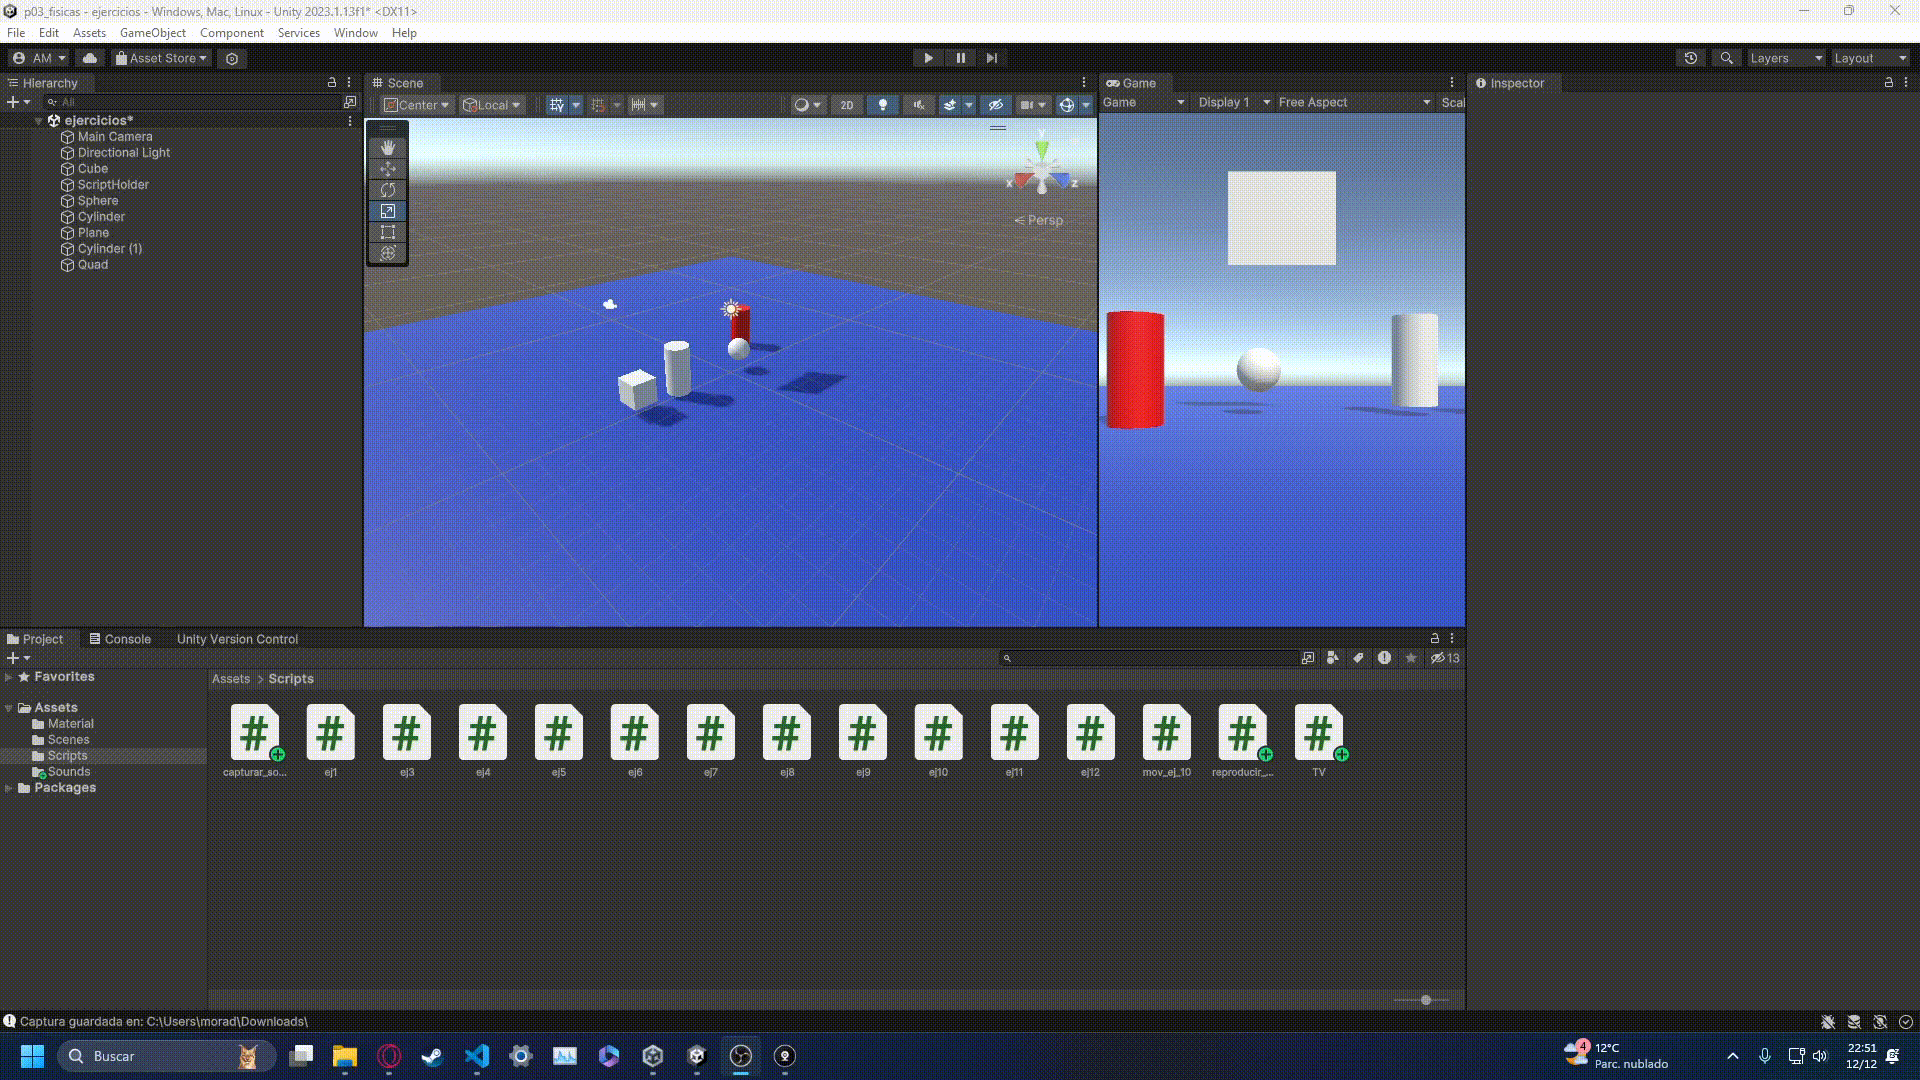 p03_fisicas - ejercicios - Windows, Mac, Linux - Unity 2023.1.13f1* <DX11>
File Edit Assets GameObject Component Services Window Help
AM Asset Store Layers Layout
Hierarchy
All
ejercicios*
Main Camera
Directional Light
Cube
ScriptHolder
Sphere
Cylinder
Plane
Cylinder (1)
Quad
Scene
Center Local 2D
y
x z
< Persp
Game
Game Display 1 Free Aspect Scal
Inspector
Project Console Unity Version Control
13
Favorites
Assets
Material
Scenes
Scripts
Sounds
Packages
Assets > Scripts
# # # # # # # # # # # # # # #
capturar_so... ej1 ej3 ej4 ej5 ej6 ej7 ej8 ej9 ej10 ej11 ej12 mov_ej_10 reproducir_... TV
Captura guardada en: C:\Users\morad\Downloads\
Buscar
4
12°C
Parc. nublado
22:51
12/12